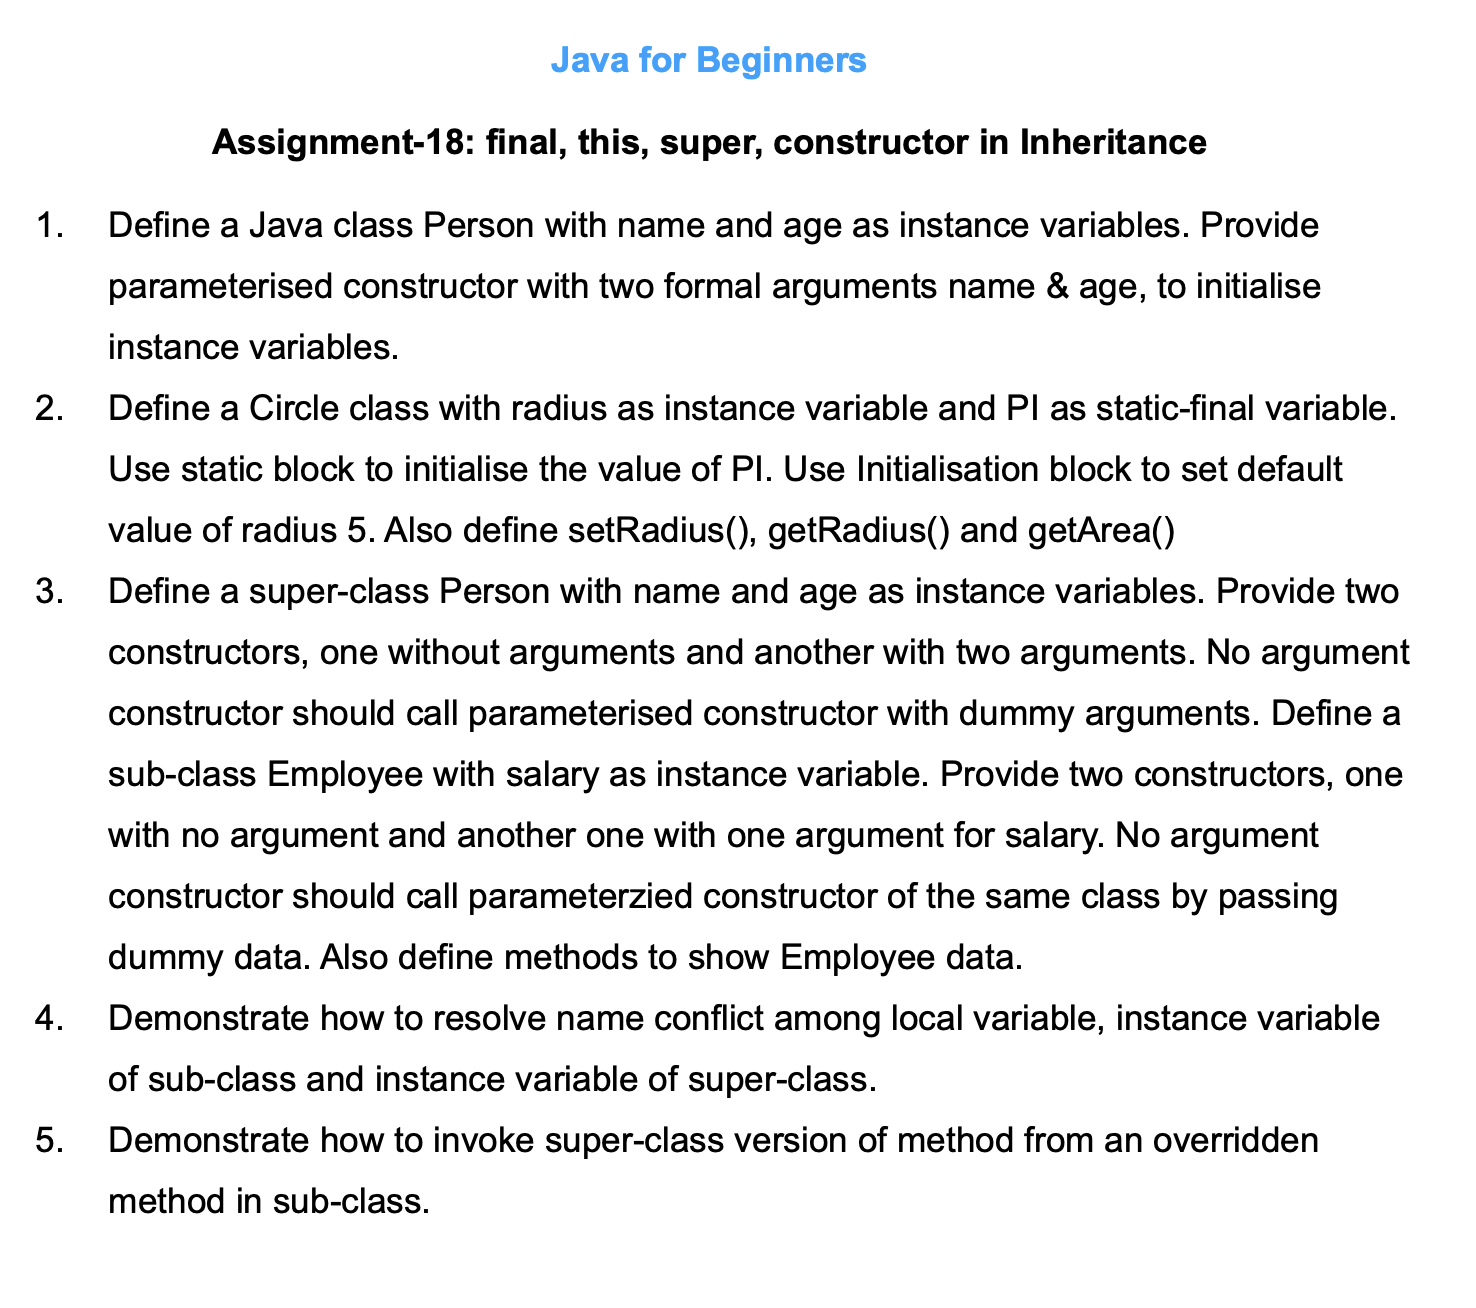 Java for Beginners
Assignment-18: final, this, super, constructor in Inheritance
1. Define a Java class Person with name and age as instance variables. Provide
parameterised constructor with two formal arguments name & age, to initialise
instance variables.
2. Define a Circle class with radius as instance variable and PI as static-final variable.
Use static block to initialise the value of PI. Use Initialisation block to set default
value of radius 5. Also define setRadius(), getRadius() and getArea()
3. Define a super-class Person with name and age as instance variables. Provide two
constructors, one without arguments and another with two arguments. No argument
constructor should call parameterised constructor with dummy arguments. Define a
sub-class Employee with salary as instance variable. Provide two constructors, one
with no argument and another one with one argument for salary. No argument
constructor should call parameterzied constructor of the same class by passing
dummy data. Also define methods to show Employee data.
4. Demonstrate how to resolve name conflict among local variable, instance variable
of sub-class and instance variable of super-class.
5. Demonstrate how to invoke super-class version of method from an overridden
method in sub-class.